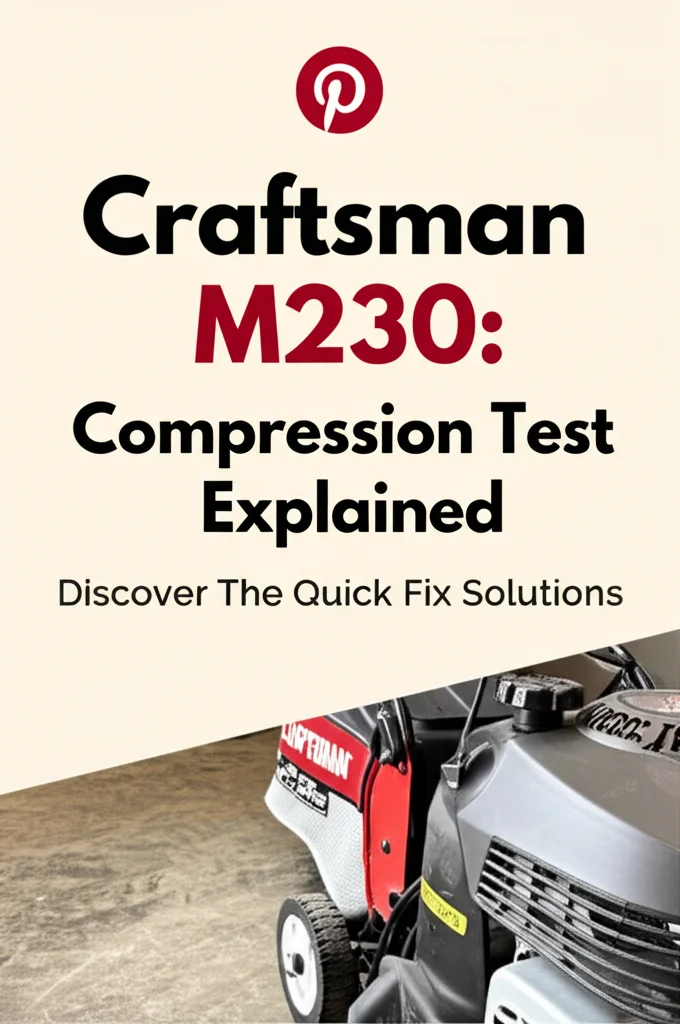 Craftsman
M230:
Compression Test
Explained
Discover The Quick Fix Solutions